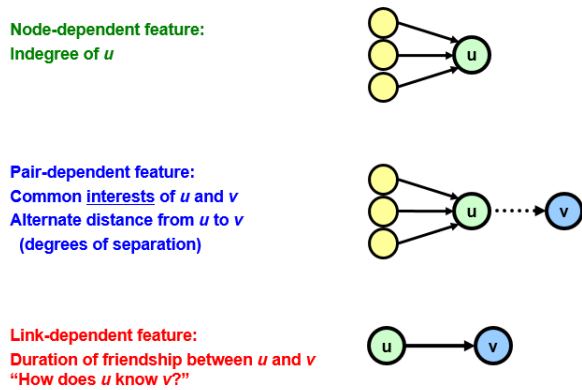 Node-dependent feature:
Indegree of u
u
Pair-dependent feature:
Common interests of u and v
Alternate distance from u to v
(degrees of separation)
u
v
Link-dependent feature:
Duration of friendship between u and v
“How does u know v?”
u
v